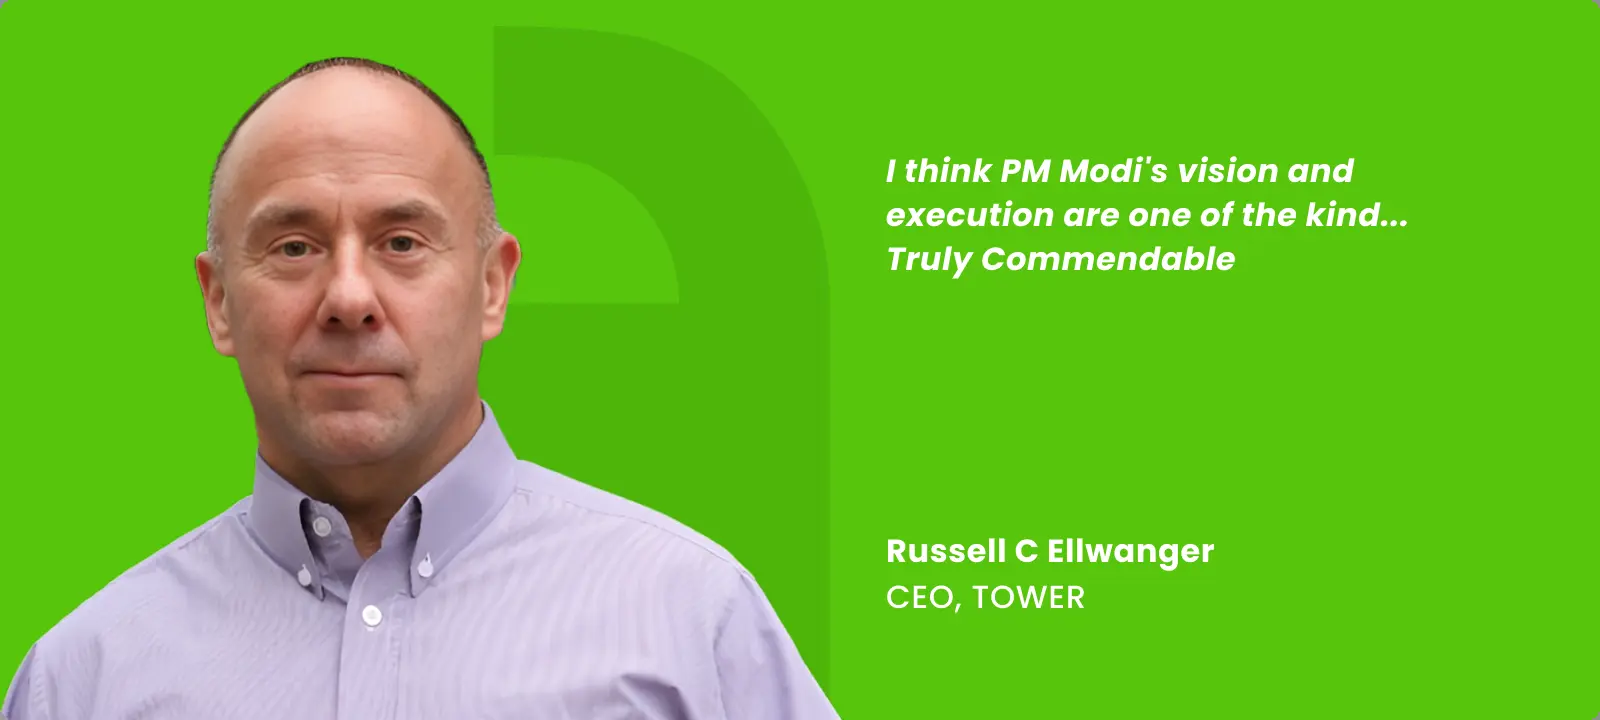 I think PM Modi's vision and
execution are one of the kind...
Truly Commendable
Russell C Ellwanger
CEO, TOWER